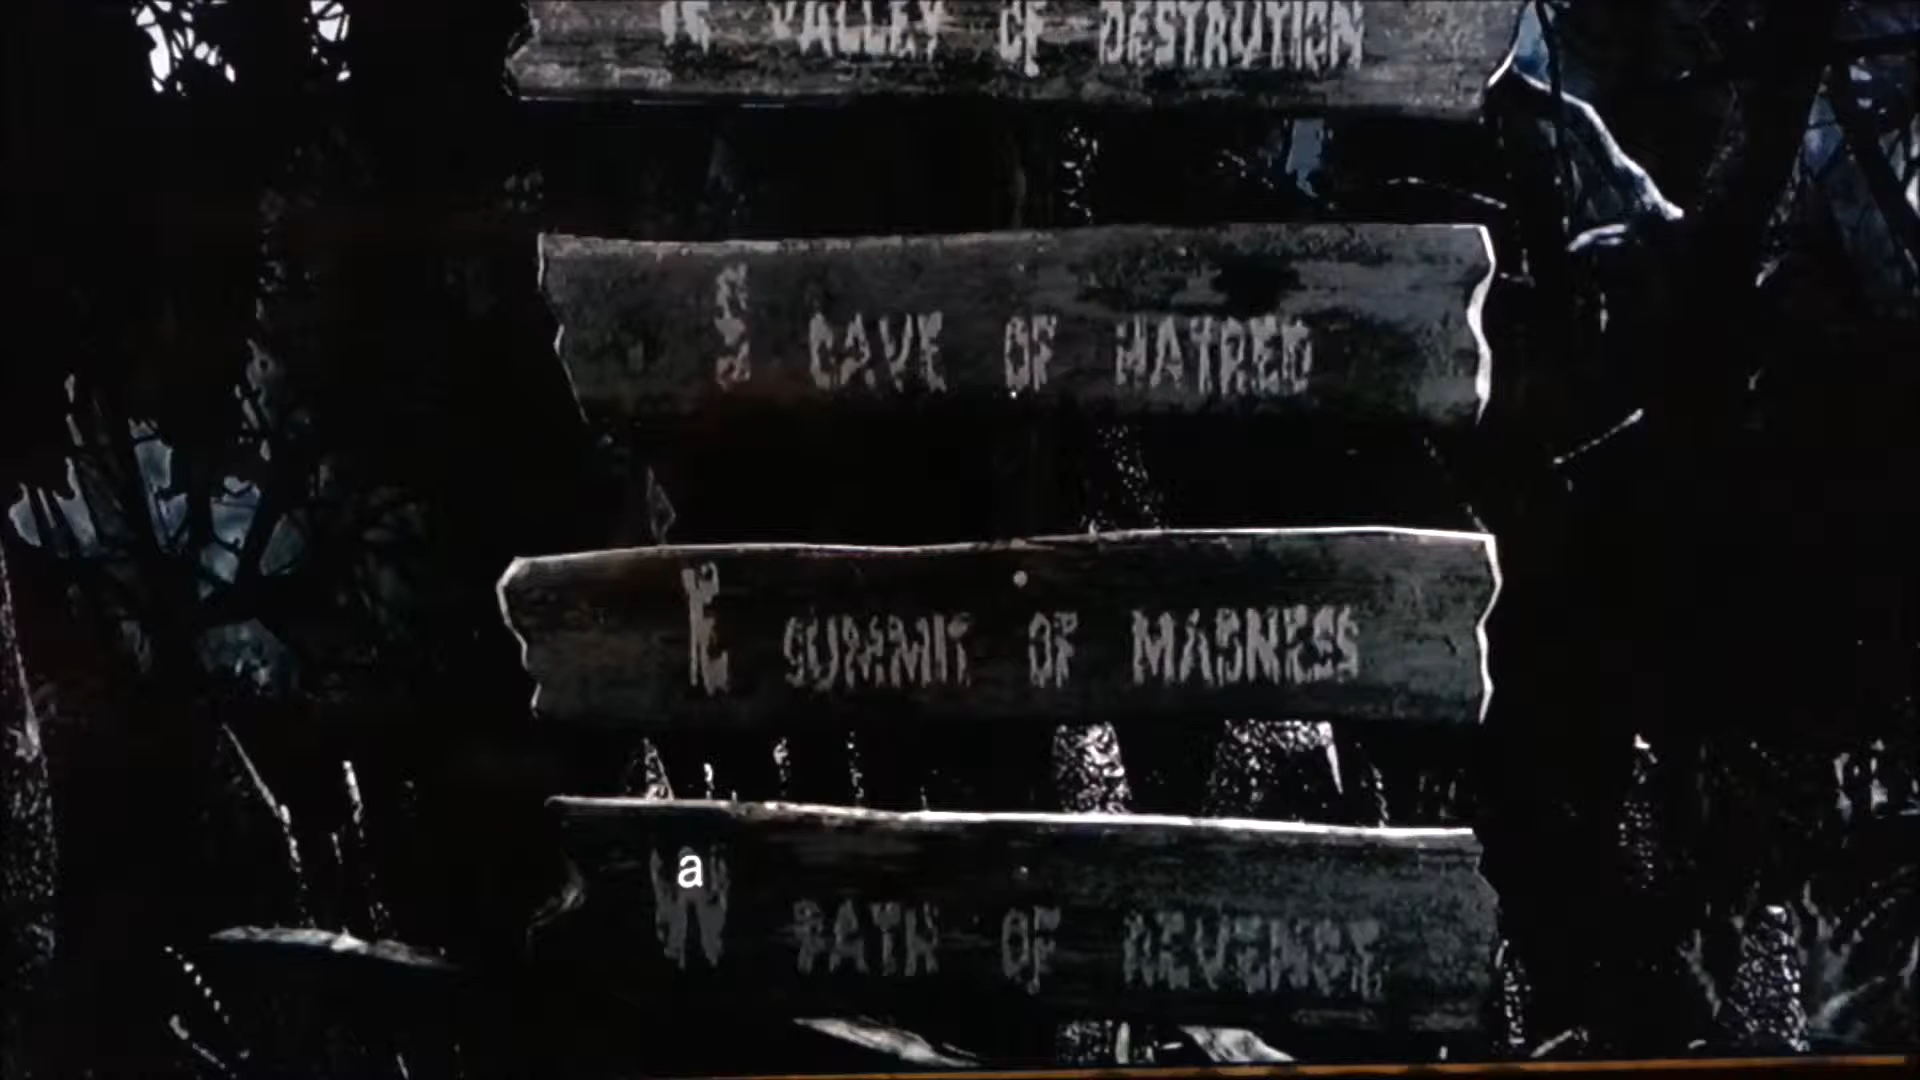 N VALLEY OF DESTRUTION
S CAVE OF HATRED
E SUMMIT OF MADNESS
a
W PATH OF REVENGE